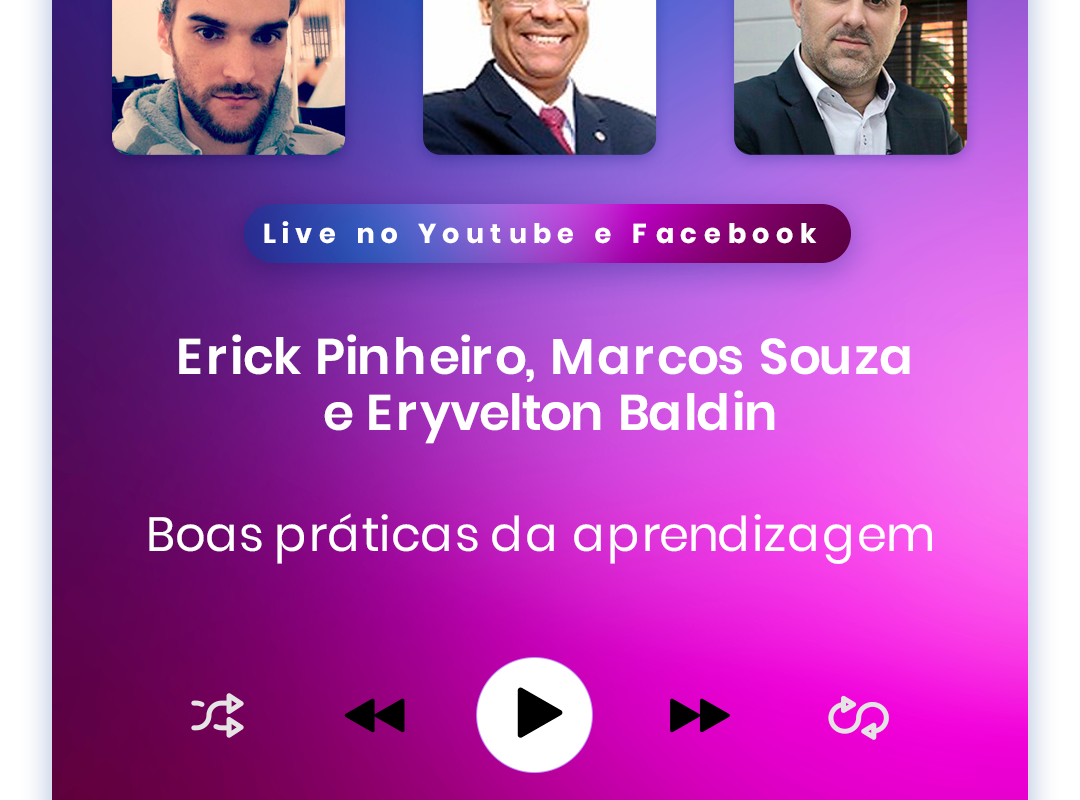 Live no Youtube e Facebook
Erick Pinheiro, Marcos Souza
e Eryvelton Baldin
Boas práticas da aprendizagem